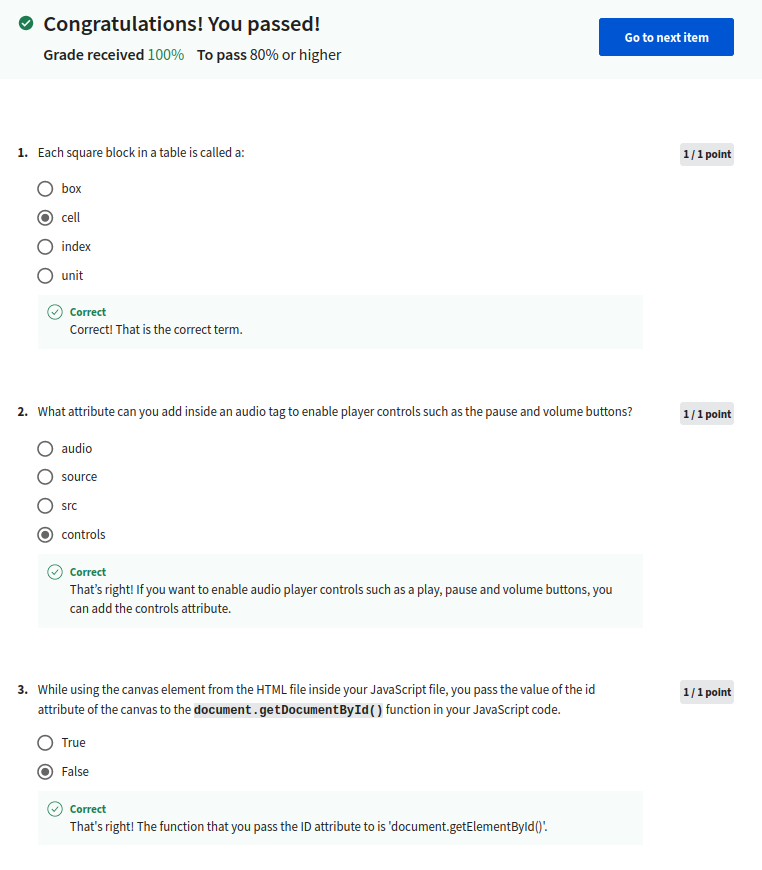 Congratulations! You passed!
Go to next item
Grade received 100% To pass 80% or higher
1. Each square block in a table is called a:
1 / 1 point
box
cell
index
unit
Correct
Correct! That is the correct term.
2. What attribute can you add inside an audio tag to enable player controls such as the pause and volume buttons?
1 / 1 point
audio
source
src
controls
Correct
That’s right! If you want to enable audio player controls such as a play, pause and volume buttons, you
can add the controls attribute.
3. While using the canvas element from the HTML file inside your JavaScript file, you pass the value of the id
1 / 1 point
attribute of the canvas to the document.getDocumentById() function in your JavaScript code.
True
False
Correct
That's right! The function that you pass the ID attribute to is 'document.getElementById()'.